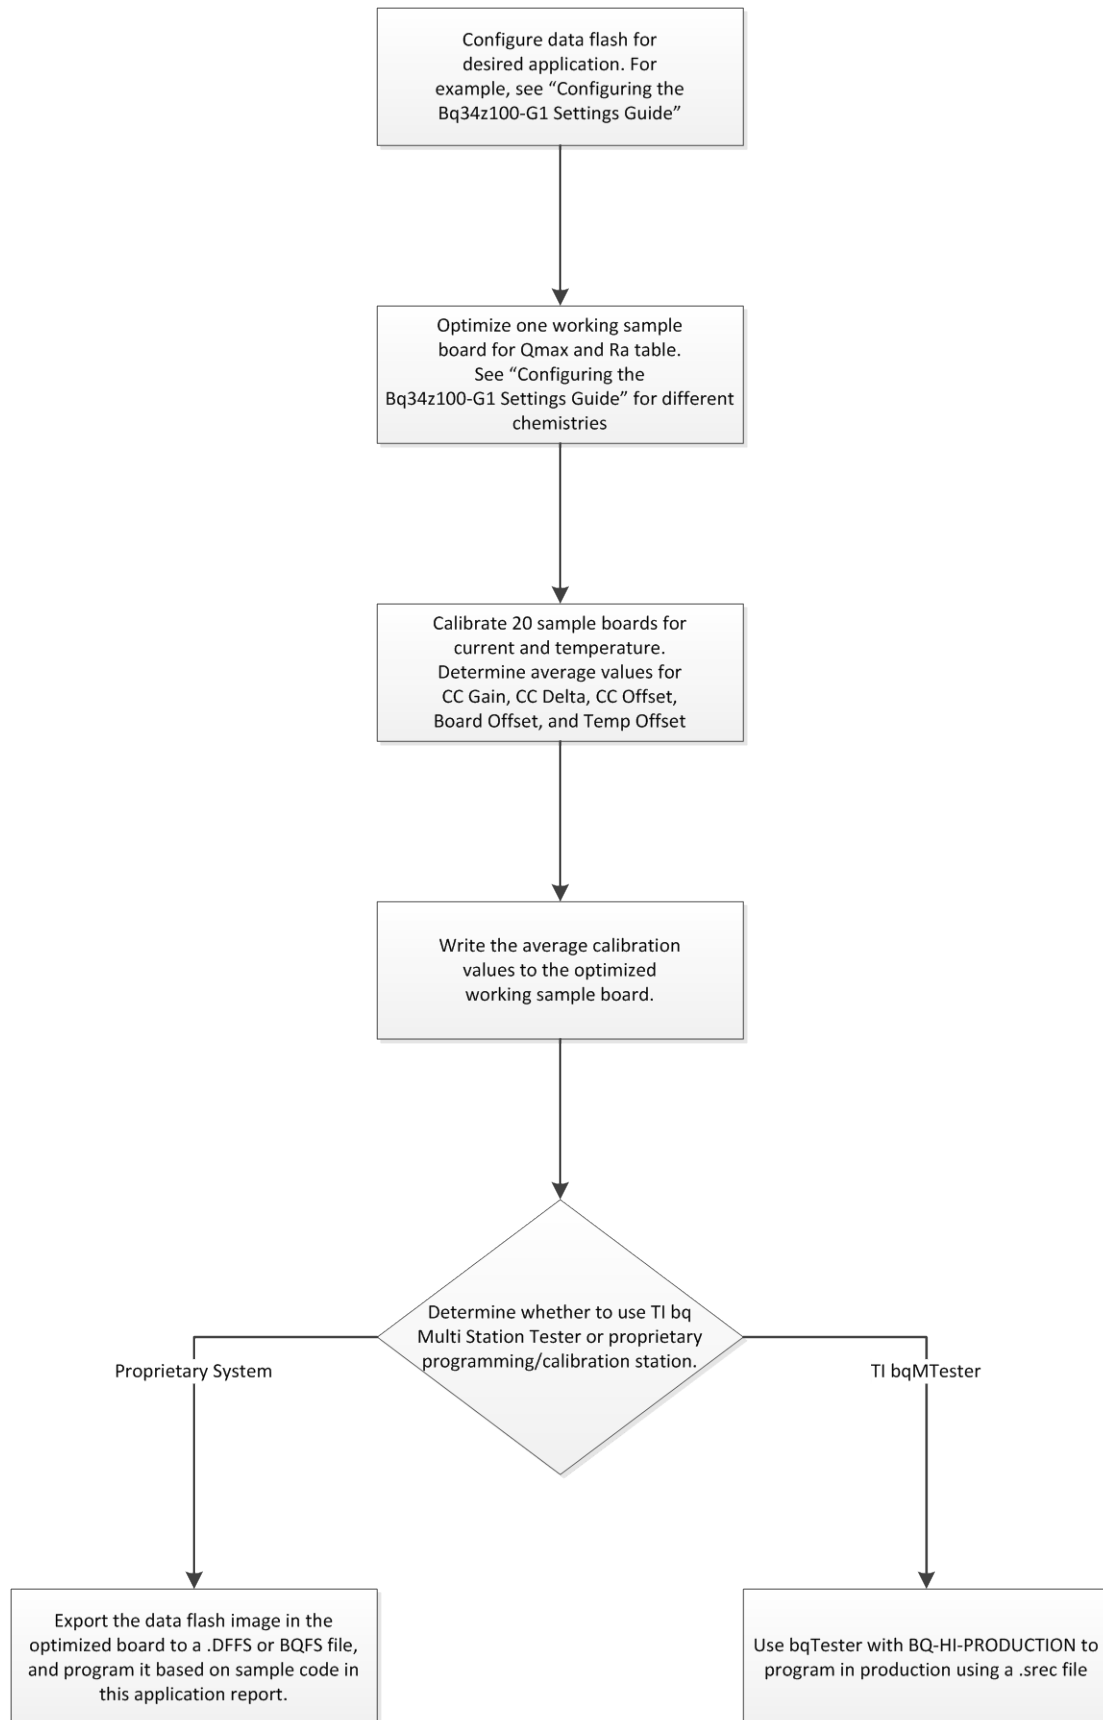 Configure data flash for
desired application. For
example, see “Configuring the
Bq34z100-G1 Settings Guide”
Optimize one working sample
board for Qmax and Ra table.
See “Configuring the
Bq34z100-G1 Settings Guide” for different
chemistries
Calibrate 20 sample boards for
current and temperature.
Determine average values for
CC Gain, CC Delta, CC Offset,
Board Offset, and Temp Offset
Write the average calibration
values to the optimized
working sample board.
Determine whether to use TI bq
Multi Station Tester or proprietary
programming/calibration station.
Proprietary System
TI bqMTester
Export the data flash image in the
optimized board to a .DFFS or BQFS file,
and program it based on sample code in
this application report.
Use bqTester with BQ-HI-PRODUCTION to
program in production using a .srec file